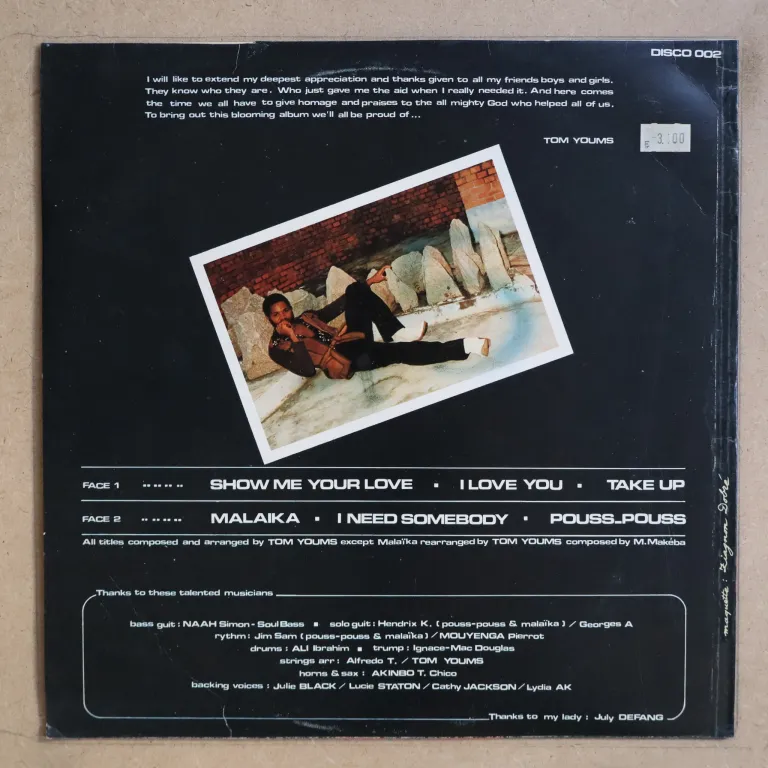 DISCO 002
I will like to extend my deepest appreciation and thanks given to all my friends boys and girls.
They know who they are. Who just gave me the aid when I really needed it. And here comes
the time we all have to give homage and praises to the all mighty God who helped all of us.
To bring out this blooming album we'll all be proud of...
TOM YOUMS
FACE 1 SHOW ME YOUR LOVE ▪ I LOVE YOU ▪ TAKE UP
FACE 2 MALAIKA ▪ I NEED SOMEBODY ▪ POUSS_POUSS
All titles composed and arranged by TOM YOUMS except Malaïka rearranged by TOM YOUMS composed by M. Makéba
Thanks to these talented musicians
bass guit : NAAH Simon - Soul Bass ▪ solo guit : Hendrix K. ( pouss-pouss & malaïka ) / Georges A
rythm : Jim Sam ( pouss-pouss & malaïka ) / MOUYENGA Pierrot
drums : ALI Ibrahim ▪ trump : Ignace-Mac Douglas
strings arr : Alfredo T. / TOM YOUMS
horns & sax : AKINBO T. Chico
backing voices : Julie BLACK / Lucie STATON / Cathy JACKSON / Lydia AK
Thanks to my lady : July DEFANG
maquette :